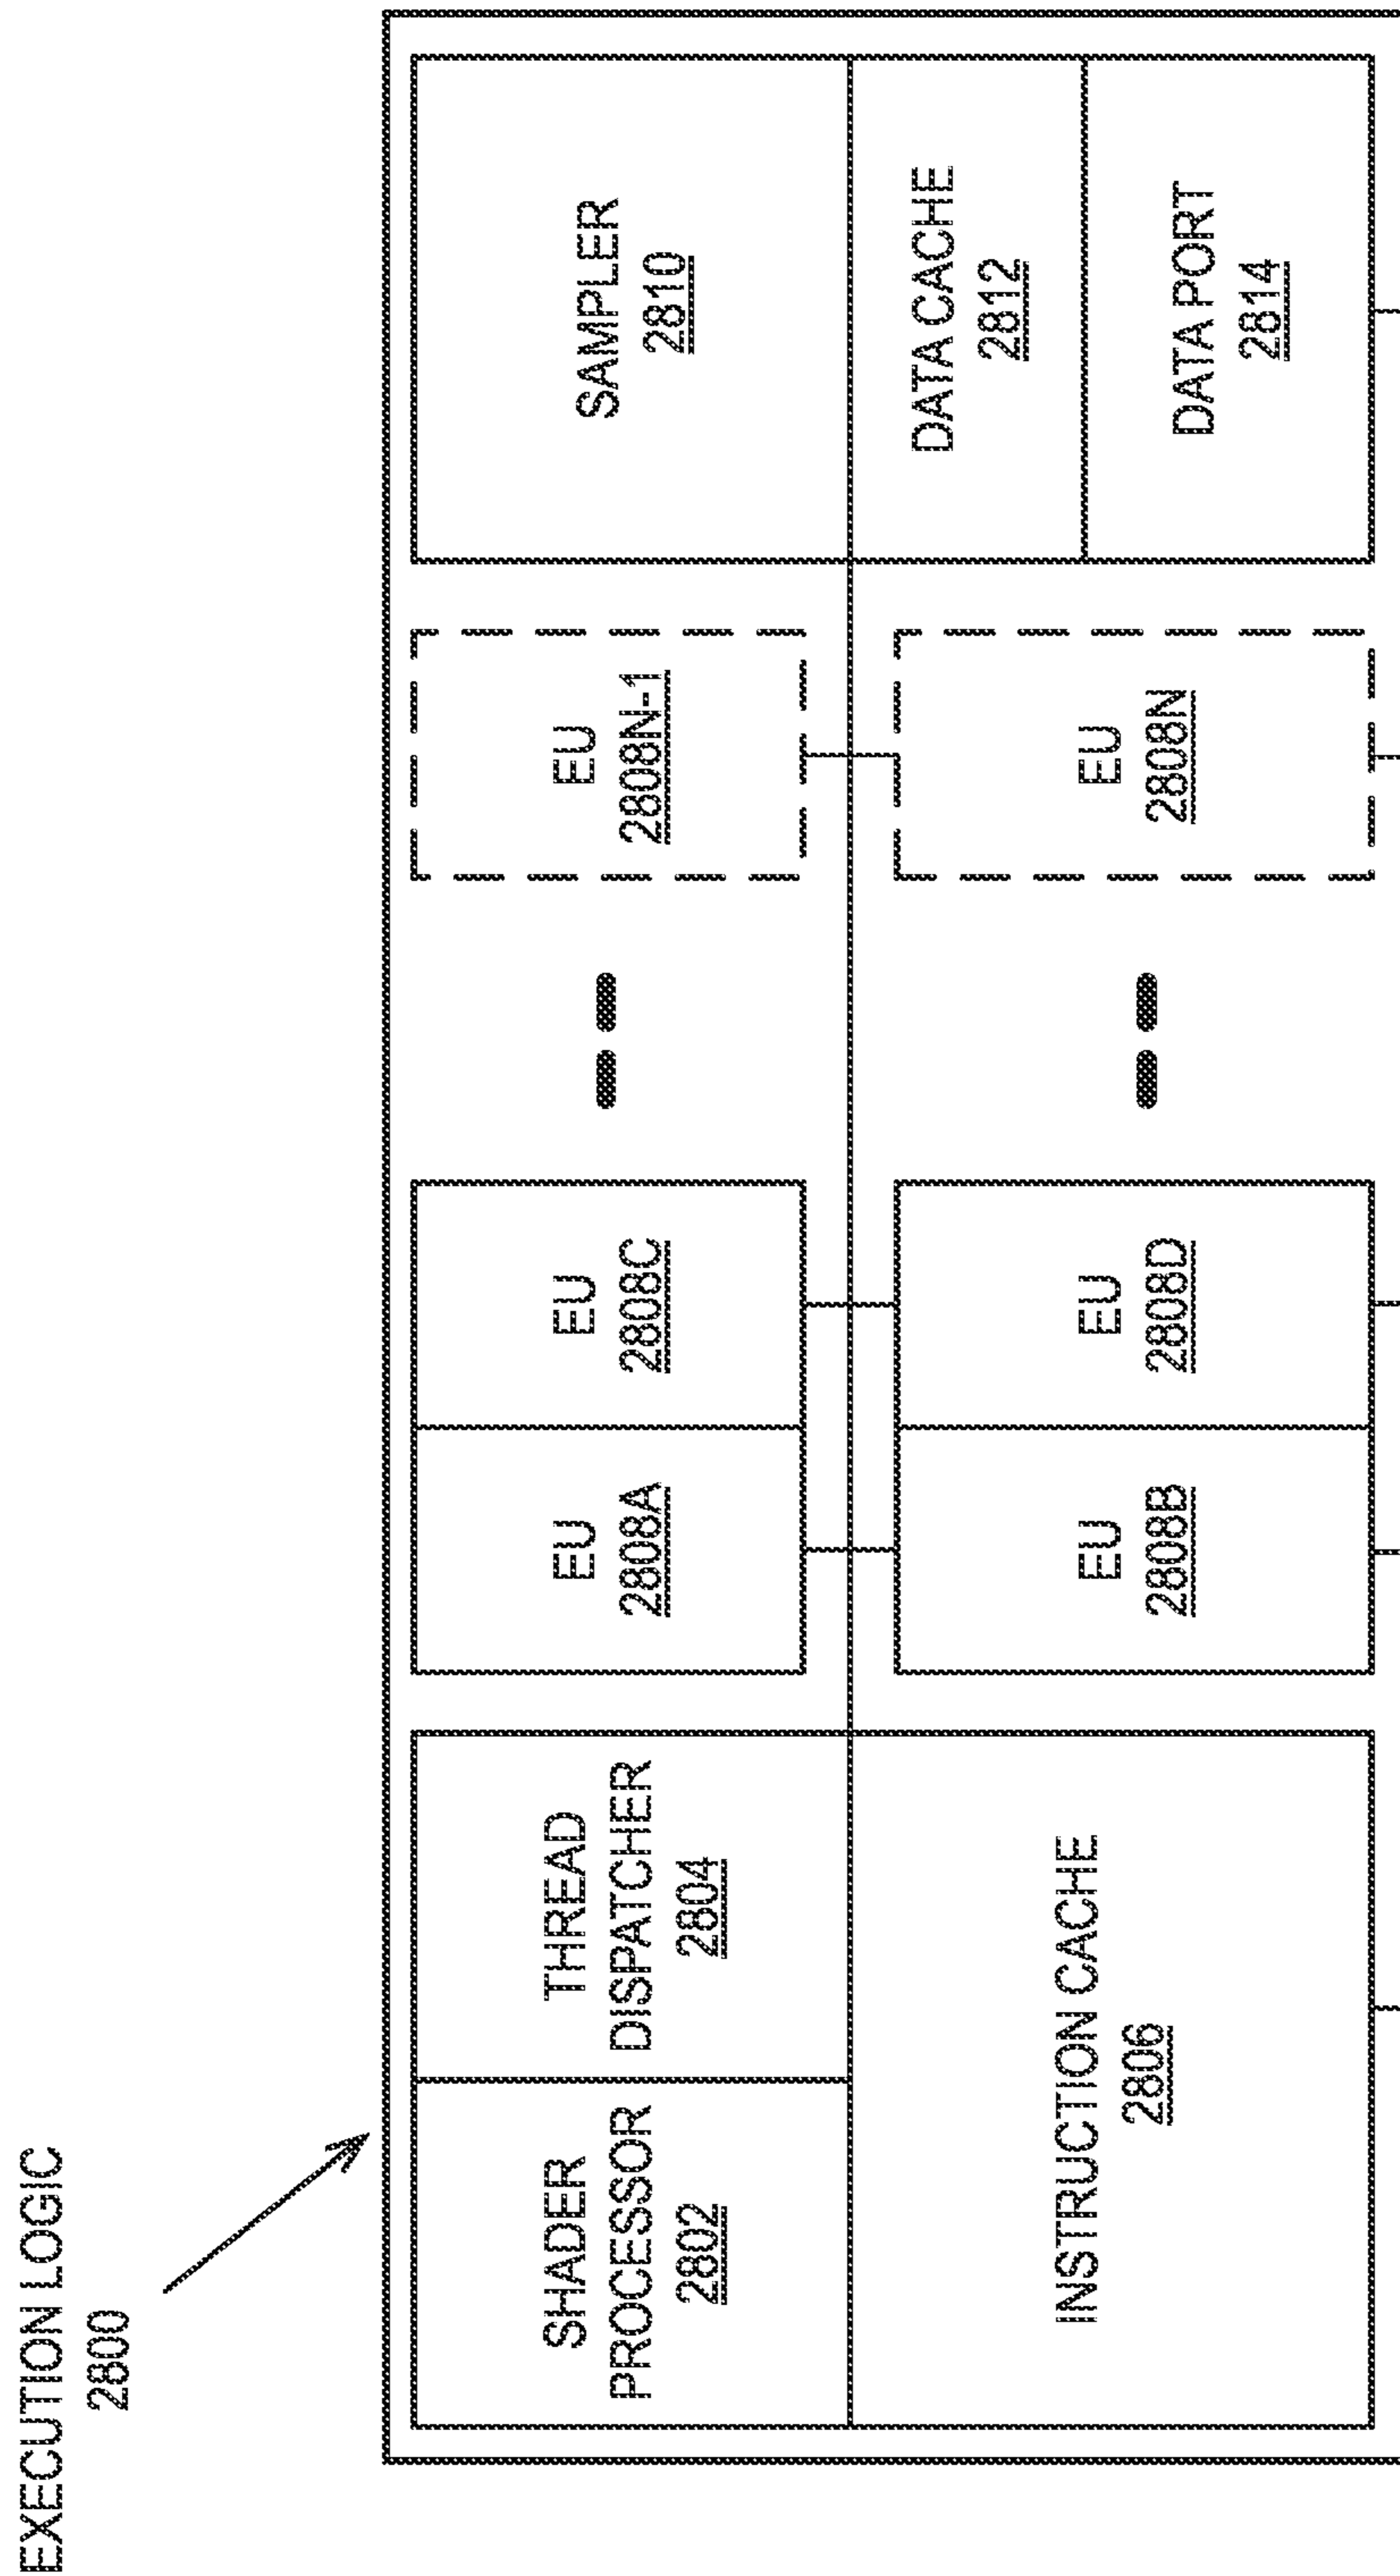 EXECUTION LOGIC
2800
SHADER
PROCESSOR
2802
THREAD
DISPATCHER
2804
EU
2808A
EU
2808C
EU
2808N-1
SAMPLER
2810
INSTRUCTION CACHE
2806
EU
2808B
EU
2808D
EU
2808N
DATA CACHE
2812
DATA PORT
2814